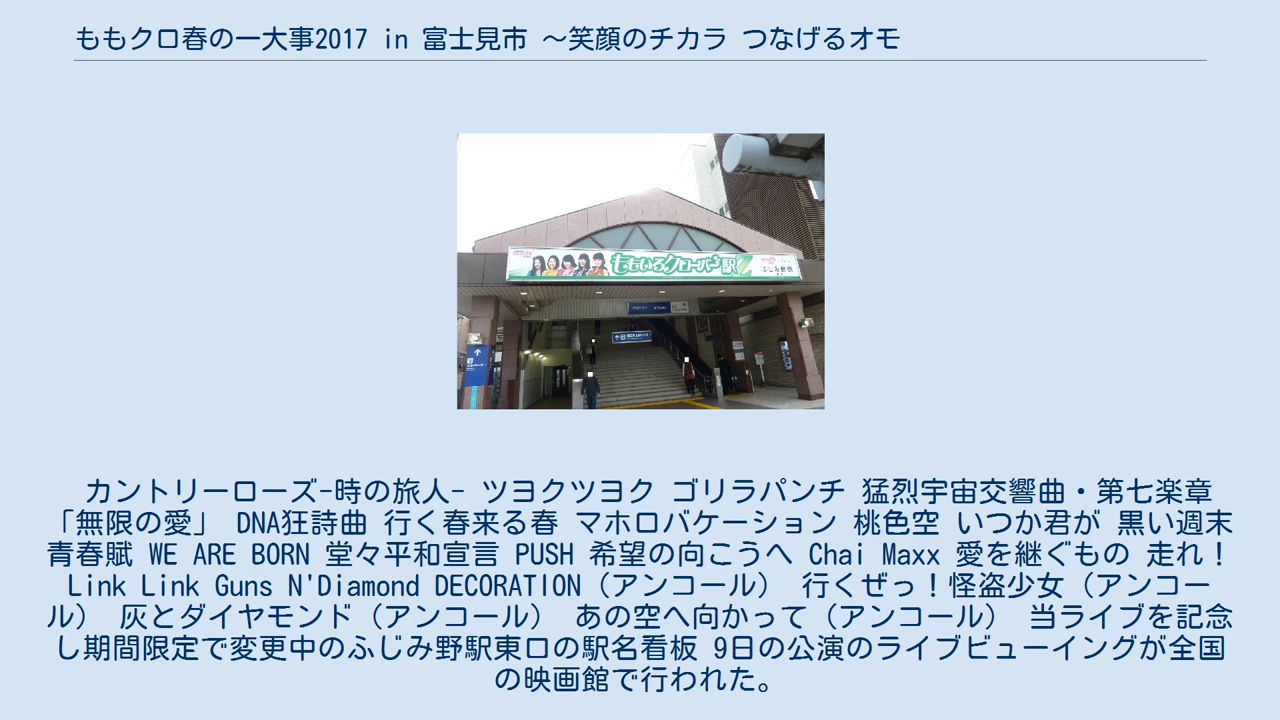 ももクロ春の一大事2017 in 富士見市 〜笑顔のチカラ つなげるオモ
ももいろクローバー駅Z
ふじみ野駅
カントリーローズ-時の旅人- ツヨクツヨク ゴリラパンチ 猛烈宇宙交響曲・第七楽章
「無限の愛」 DNA狂詩曲 行く春来る春 マホロバケーション 桃色空 いつか君が 黒い週末
青春賦 WE ARE BORN 堂々平和宣言 PUSH 希望の向こうへ Chai Maxx 愛を継ぐもの 走れ！
Link Link Guns N'Diamond DECORATION（アンコール） 行くぜっ！怪盗少女（アンコー
ル） 灰とダイヤモンド（アンコール） あの空へ向かって（アンコール） 当ライブを記念
し期間限定で変更中のふじみ野駅東口の駅名看板 9日の公演のライブビューイングが全国
の映画館で行われた。